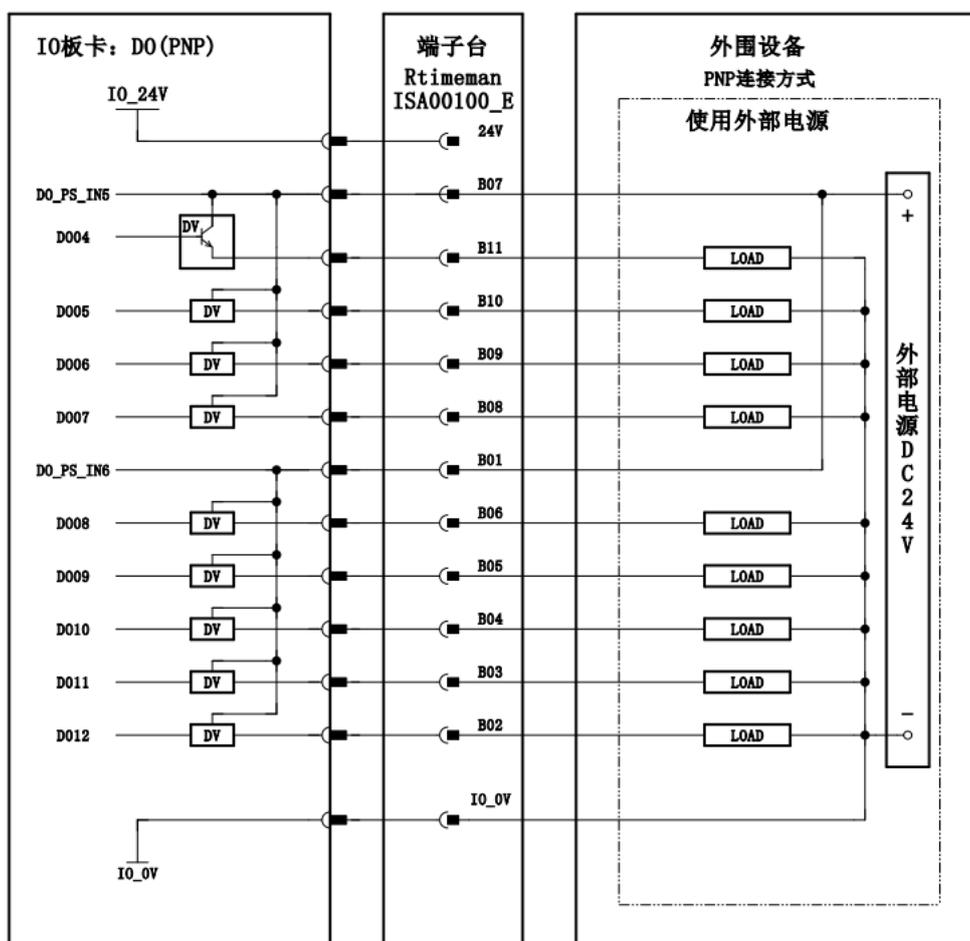 IO板卡：DO(PNP)
IO_24V
DO_PS_IN5
DO04
DV
DO05
DV
DO06
DV
DO07
DV
DO_PS_IN6
DO08
DV
DO09
DV
DO10
DV
DO11
DV
DO12
DV
IO_0V
端子台
Rtimeman
ISA00100_E
24V
B07
B11
B10
B09
B08
B01
B06
B05
B04
B03
B02
IO_0V
外围设备
PNP连接方式
使用外部电源
LOAD
LOAD
LOAD
LOAD
LOAD
LOAD
LOAD
LOAD
LOAD
+
外部电源DC24V
-